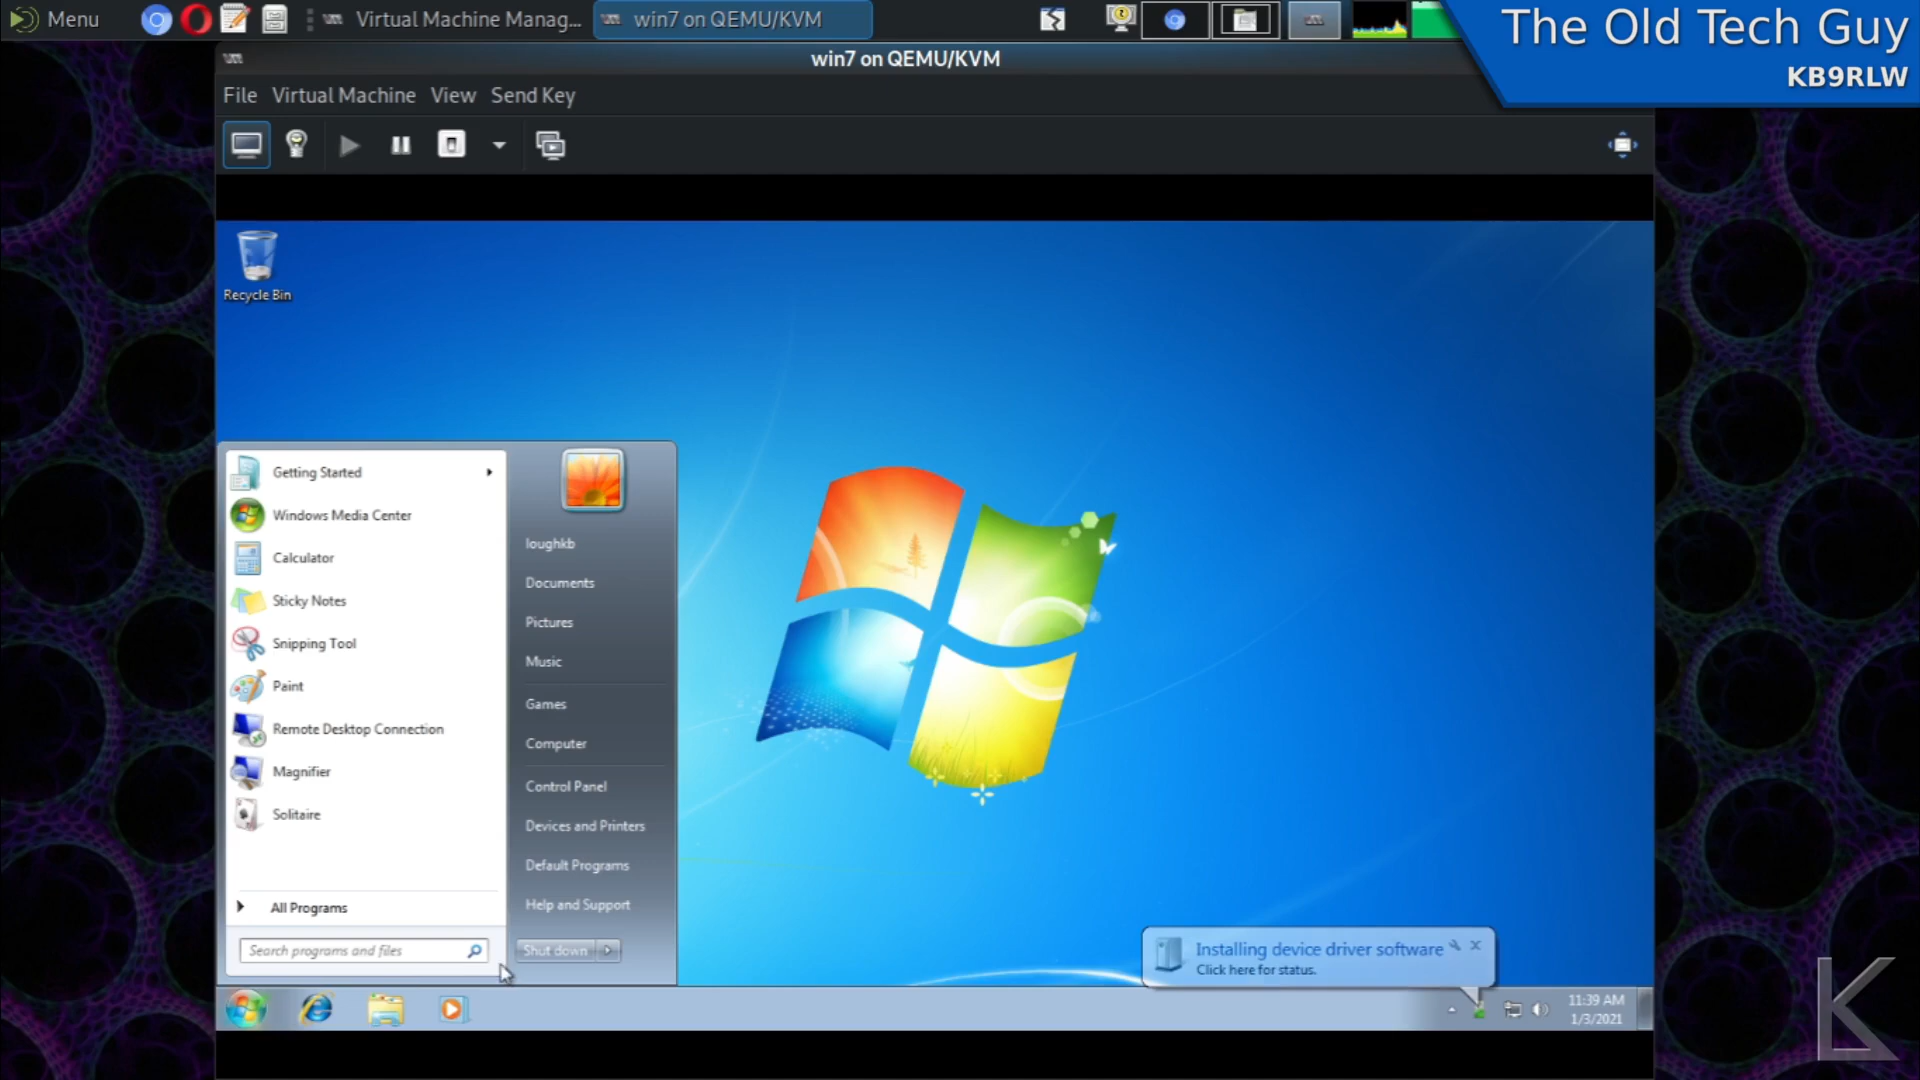 Menu
Virtual Machine Manag...
win7 on QEMU/KVM
The Old Tech Guy
KB9RLW
win7 on QEMU/KVM
File Virtual Machine View Send Key
Recycle Bin
Getting Started
Windows Media Center
Calculator
Sticky Notes
Snipping Tool
Paint
Remote Desktop Connection
Magnifier
Solitaire
All Programs
Search programs and files
loughkb
Documents
Pictures
Music
Games
Computer
Control Panel
Devices and Printers
Default Programs
Help and Support
Shut down
Installing device driver software
Click here for status.
11:39 AM
1/3/2021